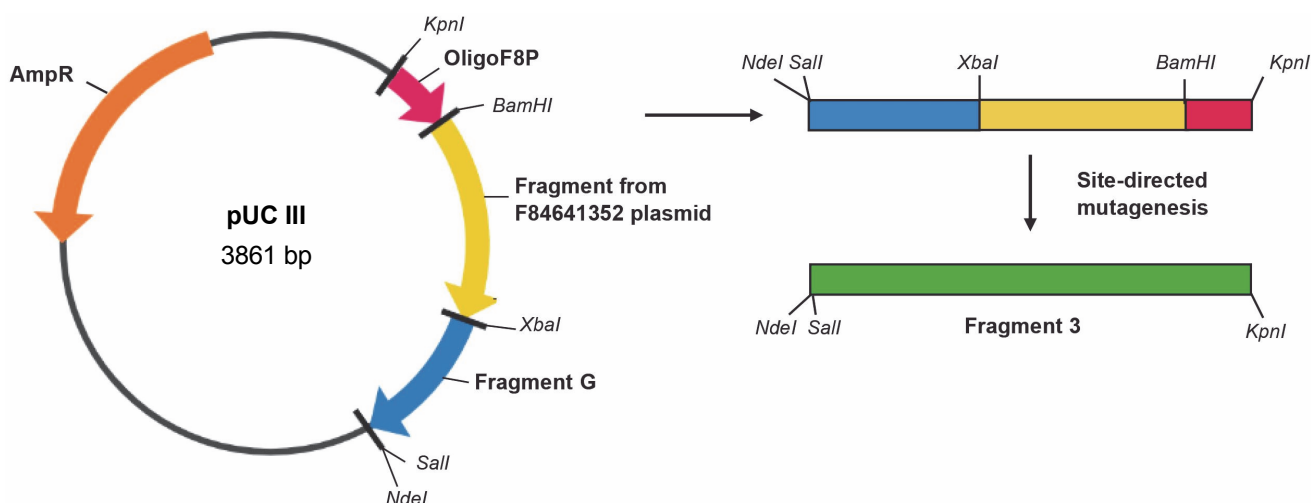 KpnI
OligoF8P
AmpR
BamHI
Fragment from
F84641352 plasmid
pUC III
3861 bp
XbaI
Fragment G
SalI
NdeI
NdeI SalI
XbaI
BamHI
KpnI
Site-directed
mutagenesis
NdeI SalI
Fragment 3
KpnI